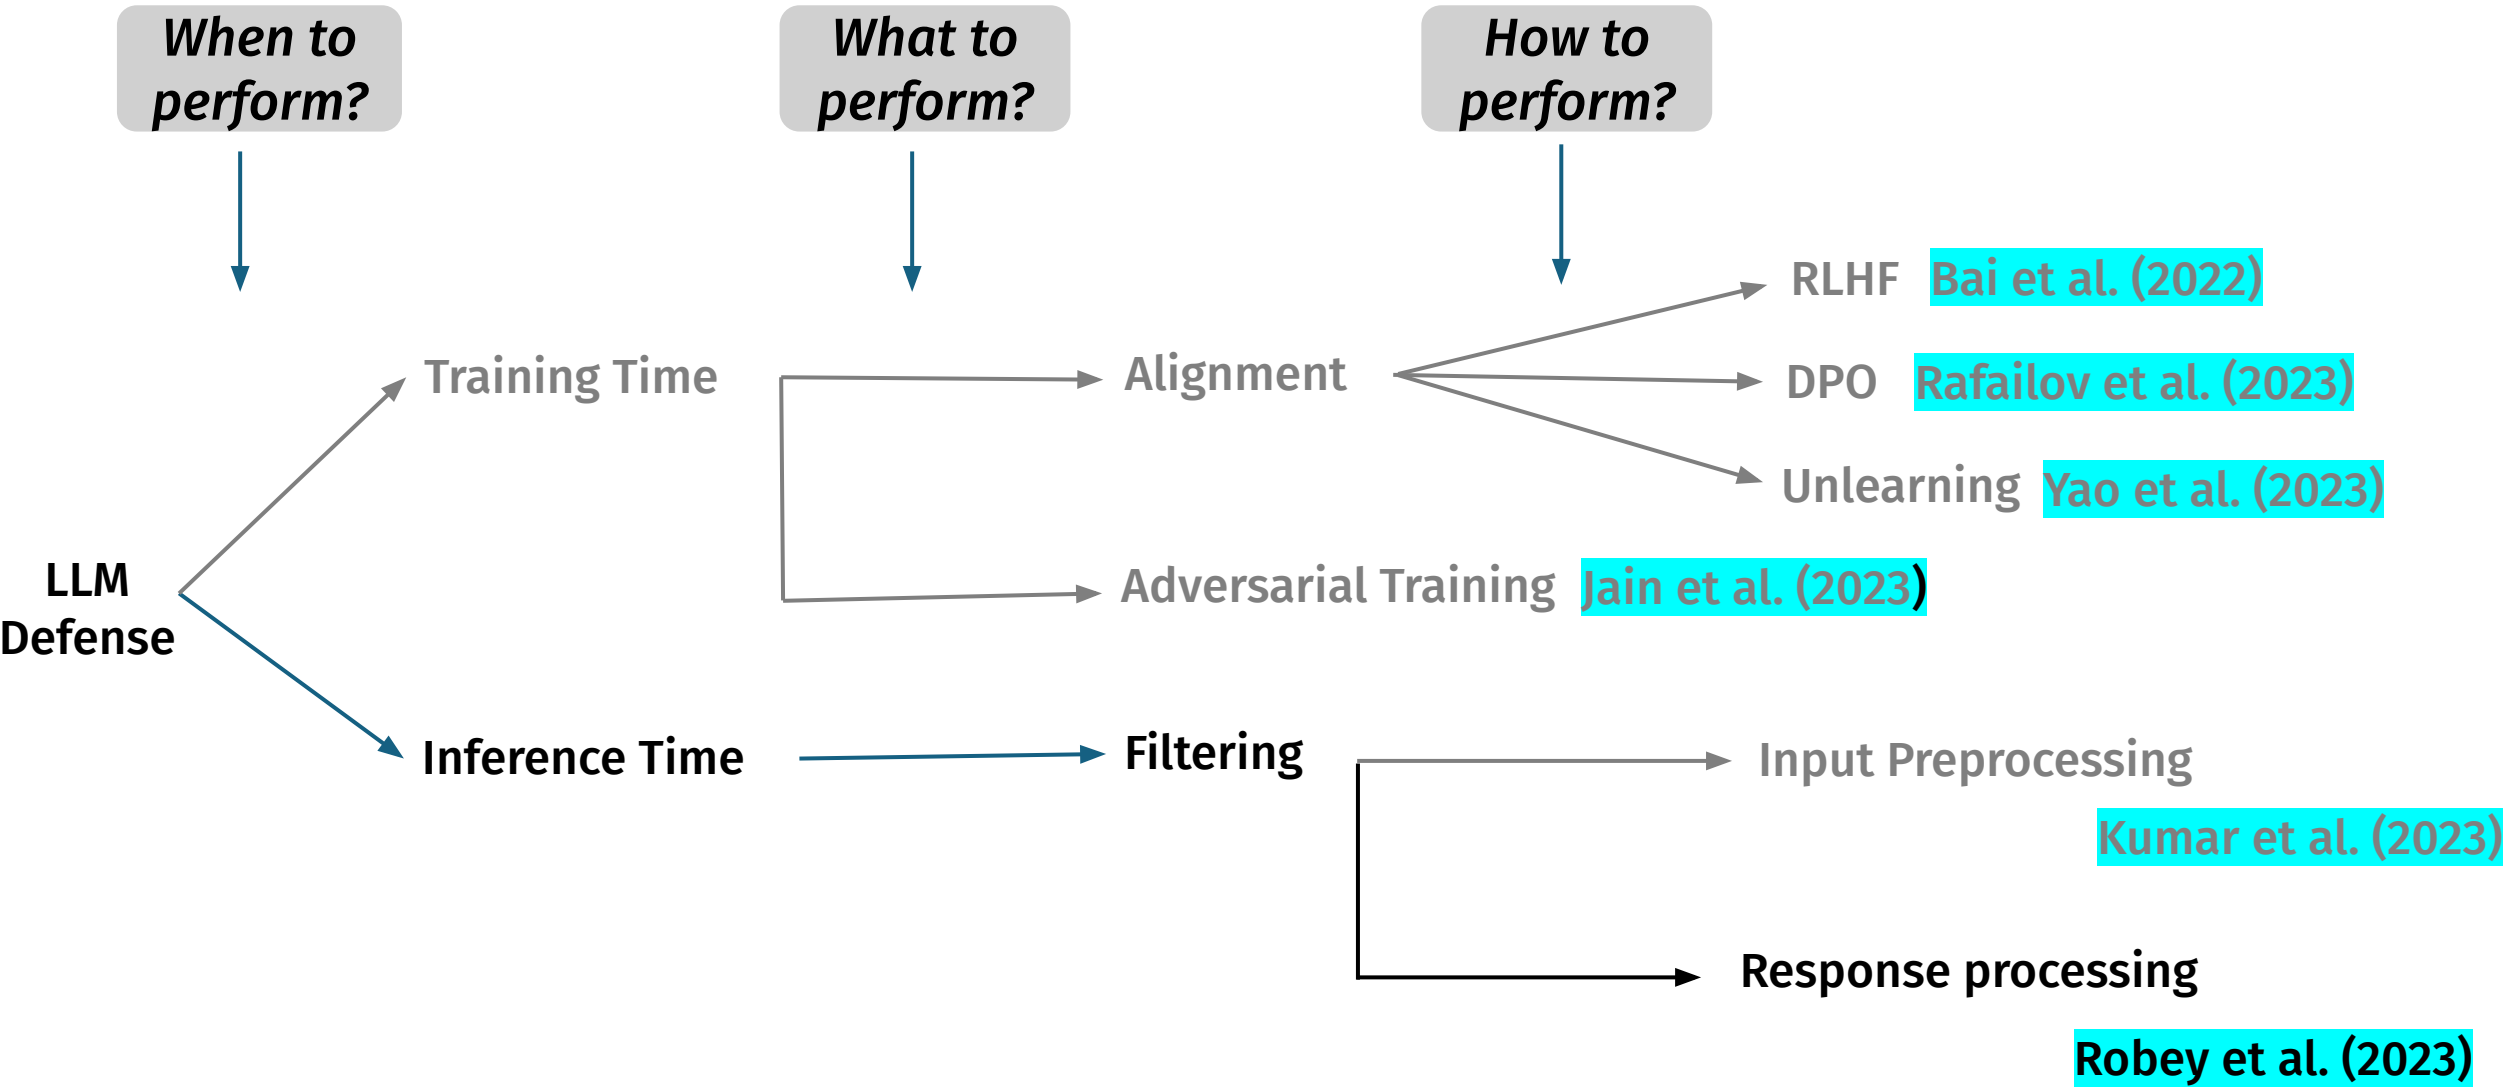 When to
perform?
What to
perform?
How to
perform?
RLHF Bai et al. (2022)
Training Time
Alignment
DPO Rafailov et al. (2023)
Unlearning Yao et al. (2023)
LLM
Defense
Adversarial Training Jain et al. (2023)
Inference Time
Filtering
Input Preprocessing
Kumar et al. (2023)
Response processing
Robey et al. (2023)